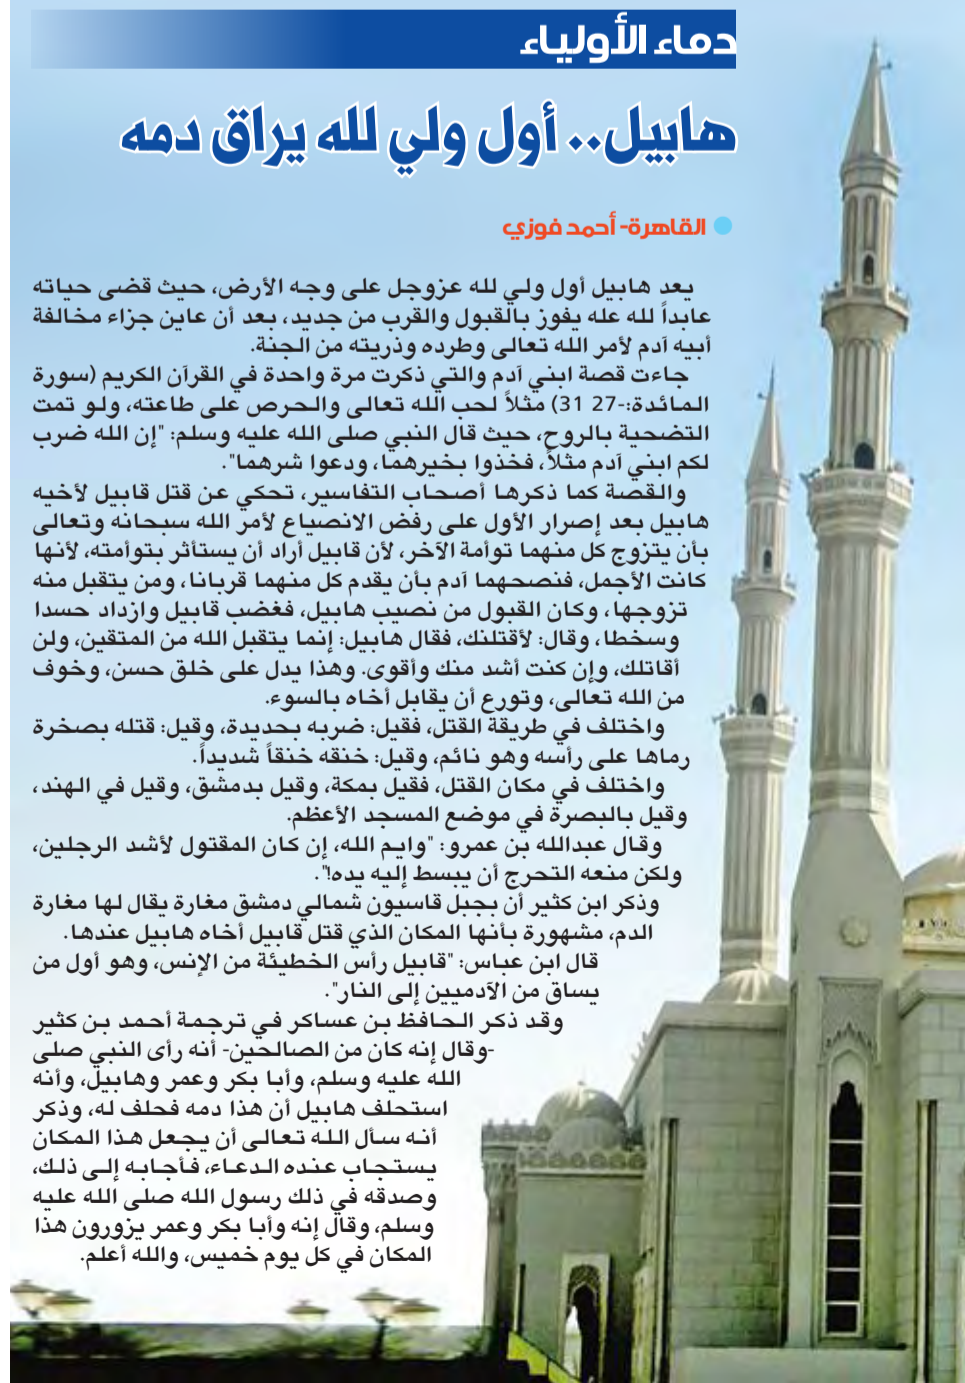 دماء الأولياء
هابيل.. أول ولي لله يراق دمه
القاهرة- أحمد فوزي
يعد هابيل أول ولي لله عزوجل على وجه الأرض، حيث قضى حياته
عابداً لله عله يفوز بالقبول والقرب من جديد، بعد أن عاين جزاء مخالفة
أبيه آدم لأمر الله تعالى وطرده وذريته من الجنة.
جاءت قصة ابني آدم والتي ذكرت مرة واحدة في القرآن الكريم (سورة
المائدة:-27 31) مثلاً لحب الله تعالى والحرص على طاعته، ولو تمت
التضحية بالروح، حيث قال النبي صلى الله عليه وسلم: "إن الله ضرب
لكم ابني آدم مثلاً، فخذوا بخيرهما، ودعوا شرهما".
والقصة كما ذكرها أصحاب التفاسير، تحكي عن قتل قابيل لأخيه
هابيل بعد إصرار الأول على رفض الانصياع لأمر الله سبحانه وتعالى
بأن يتزوج كل منهما توأمة الآخر، لأن قابيل أراد أن يستأثر بتوأمته، لأنها
كانت الأجمل، فنصحهما آدم بأن يقدم كل منهما قربانا، ومن يتقبل منه
تزوجها، وكان القبول من نصيب هابيل، فغضب قابيل وازداد حسدا
وسخطا، وقال: لأقتلنك، فقال هابيل: إنما يتقبل الله من المتقين، ولن
أقاتلك، وإن كنت أشد منك وأقوى. وهذا يدل على خلق حسن، وخوف
من الله تعالى، وتورع أن يقابل أخاه بالسوء.
واختلف في طريقة القتل، فقيل: ضربه بحديدة، وقيل: قتله بصخرة
رماها على رأسه وهو نائم، وقيل: خنقه خنقاً شديداً.
واختلف في مكان القتل، فقيل بمكة، وقيل بدمشق، وقيل في الهند،
وقيل بالبصرة في موضع المسجد الأعظم.
وقال عبدالله بن عمرو: "وايم الله، إن كان المقتول لأشد الرجلين،
ولكن منعه التحرج أن يبسط إليه يده!".
وذكر ابن كثير أن بجبل قاسيون شمالي دمشق مغارة يقال لها مغارة
الدم، مشهورة بأنها المكان الذي قتل قابيل أخاه هابيل عندها.
قال ابن عباس: "قابيل رأس الخطيئة من الإنس، وهو أول من
يساق من الآدميين إلى النار".
وقد ذكر الحافظ بن عساكر في ترجمة أحمد بن كثير
-وقال إنه كان من الصالحين- أنه رأى النبي صلى
الله عليه وسلم، وأبا بكر وعمر وهابيل، وأنه
استحلف هابيل أن هذا دمه فحلف له، وذكر
أنه سأل الله تعالى أن يجعل هذا المكان
يستجاب عنده الدعاء، فأجابه إلى ذلك،
وصدقه في ذلك رسول الله صلى الله عليه
وسلم، وقال إنه وأبا بكر وعمر يزورون هذا
المكان في كل يوم خميس، والله أعلم.